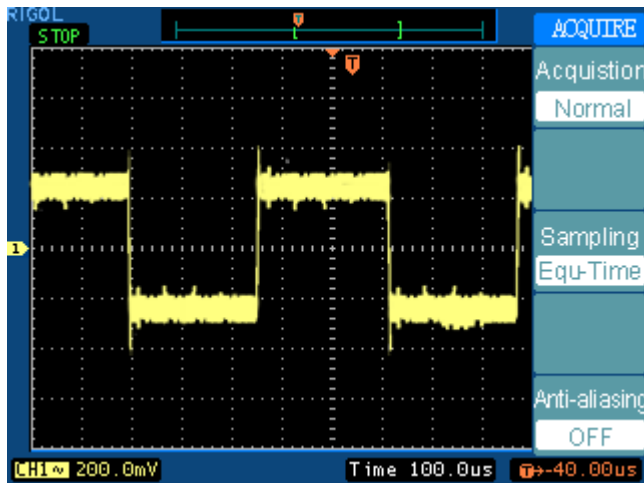 RIGOL
STOP
T
T
1
ACQUIRE
Acquistion
Normal
Sampling
Equ-Time
Anti-aliasing
OFF
CH1~ 200.0mV
Time 100.0us
T→-40.00us